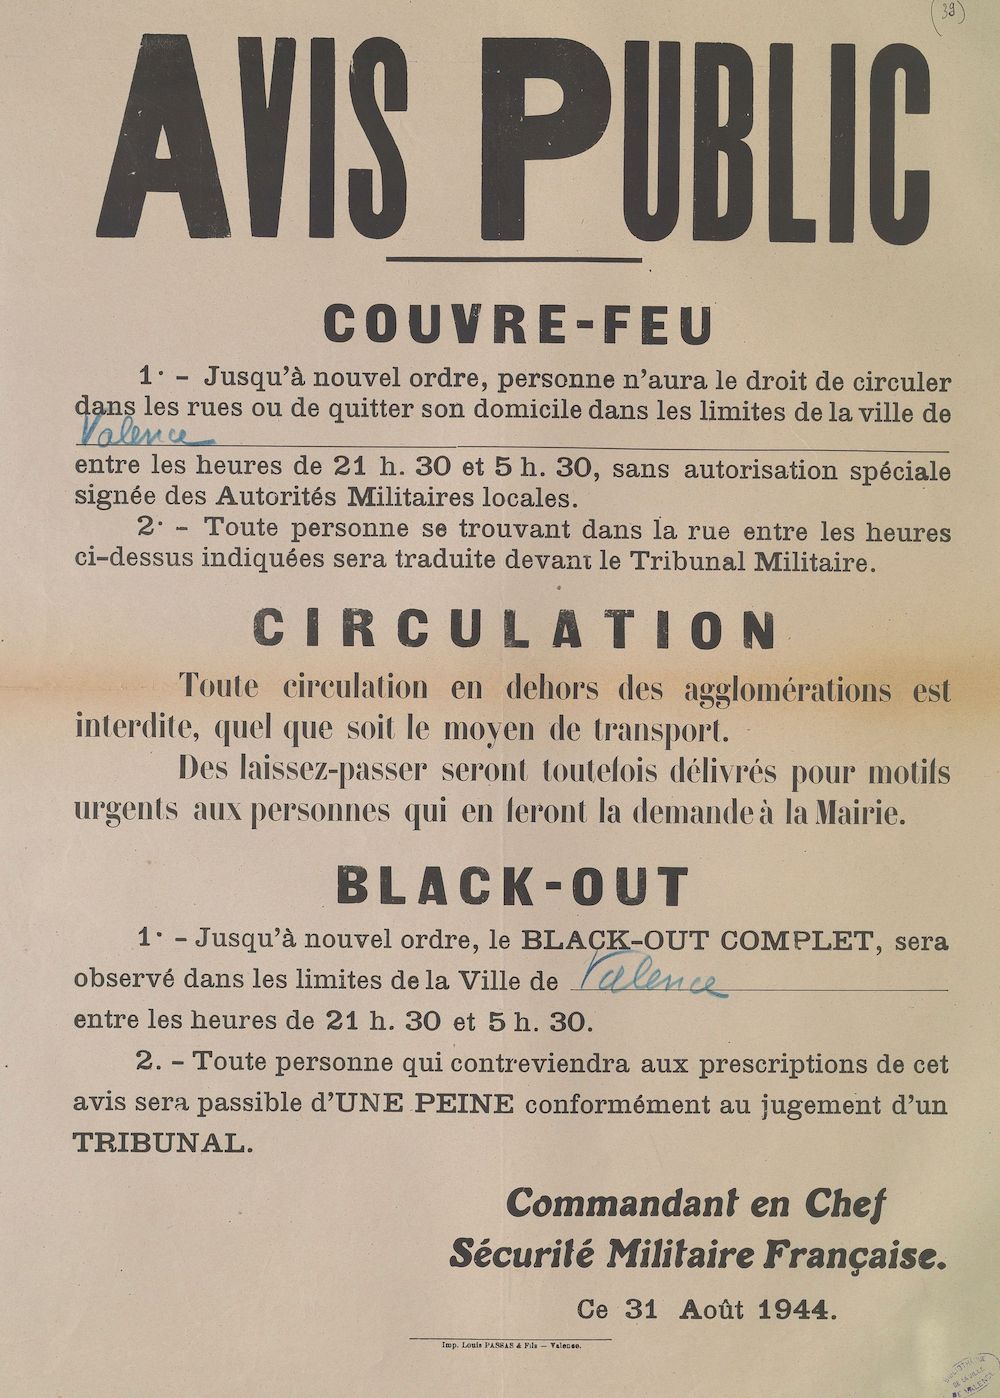 (39)
AVIS PUBLIC
COUVRE-FEU
1· - Jusqu'à nouvel ordre, personne n'aura le droit de circuler
dans les rues ou de quitter son domicile dans les limites de la ville de
Valence
entre les heures de 21 h. 30 et 5 h. 30, sans autorisation spéciale
signée des Autorités Militaires locales.
2· - Toute personne se trouvant dans la rue entre les heures
ci-dessus indiquées sera traduite devant le Tribunal Militaire.
CIRCULATION
Toute circulation en dehors des agglomérations est
interdite, quel que soit le moyen de transport.
Des laissez-passer seront toutefois délivrés pour motifs
urgents aux personnes qui en feront la demande à la Mairie.
BLACK-OUT
1· - Jusqu'à nouvel ordre, le BLACK-OUT COMPLET, sera
observé dans les limites de la Ville de Valence
entre les heures de 21 h. 30 et 5 h. 30.
2. - Toute personne qui contreviendra aux prescriptions de cet
avis sera passible d'UNE PEINE conformément au jugement d'un
TRIBUNAL.
Commandant en Chef
Sécurité Militaire Française.
Ce 31 Août 1944.
Imp. Louis PASSAS & Fils — Valence.
BIBLIOTHÈQUE
DE LA VILLE
DE VALENCE